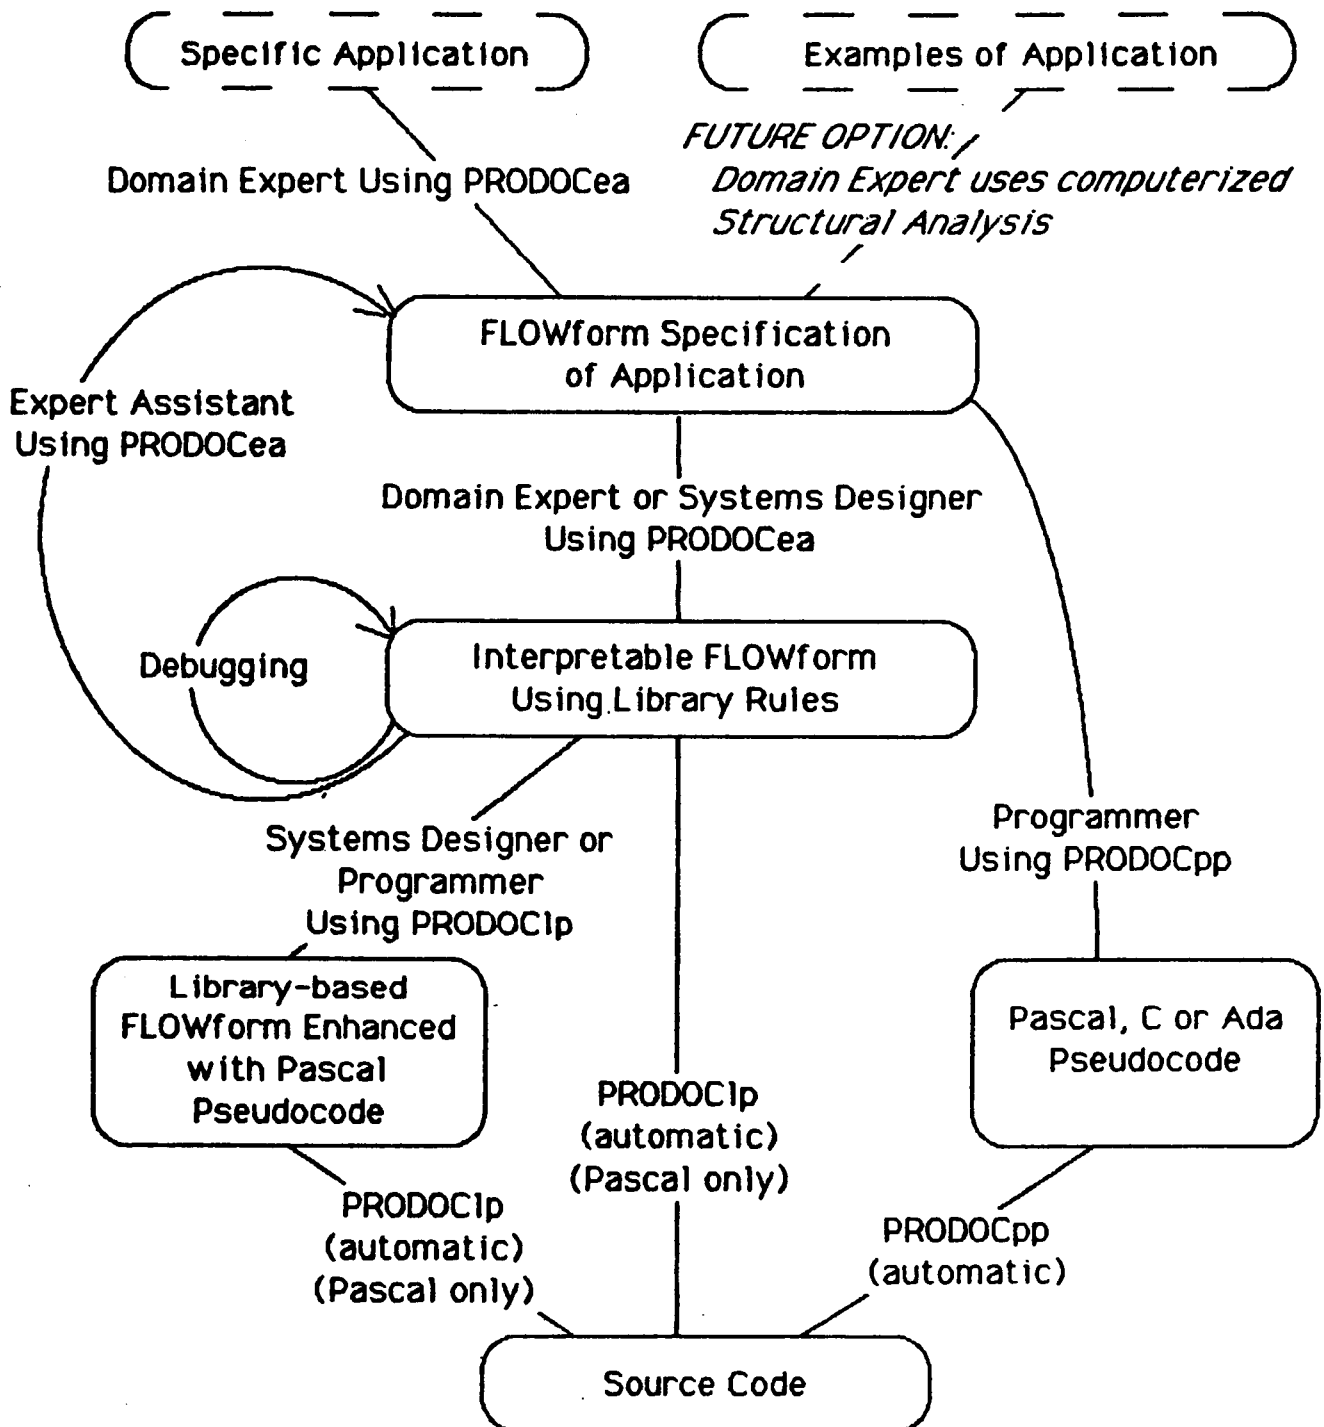 Specific Application
Examples of Application
FUTURE OPTION:
Domain Expert uses computerized
Structural Analysis
Domain Expert Using PRODOCea
FLOWform Specification
of Application
Expert Assistant
Using PRODOCea
Domain Expert or Systems Designer
Using PRODOCea
Debugging
Interpretable FLOWform
Using Library Rules
Systems Designer or
Programmer
Using PRODOClp
Programmer
Using PRODOCpp
Library-based
FLOWform Enhanced
with Pascal
Pseudocode
Pascal, C or Ada
Pseudocode
PRODOClp
(automatic)
(Pascal only)
PRODOClp
(automatic)
(Pascal only)
PRODOCpp
(automatic)
Source Code